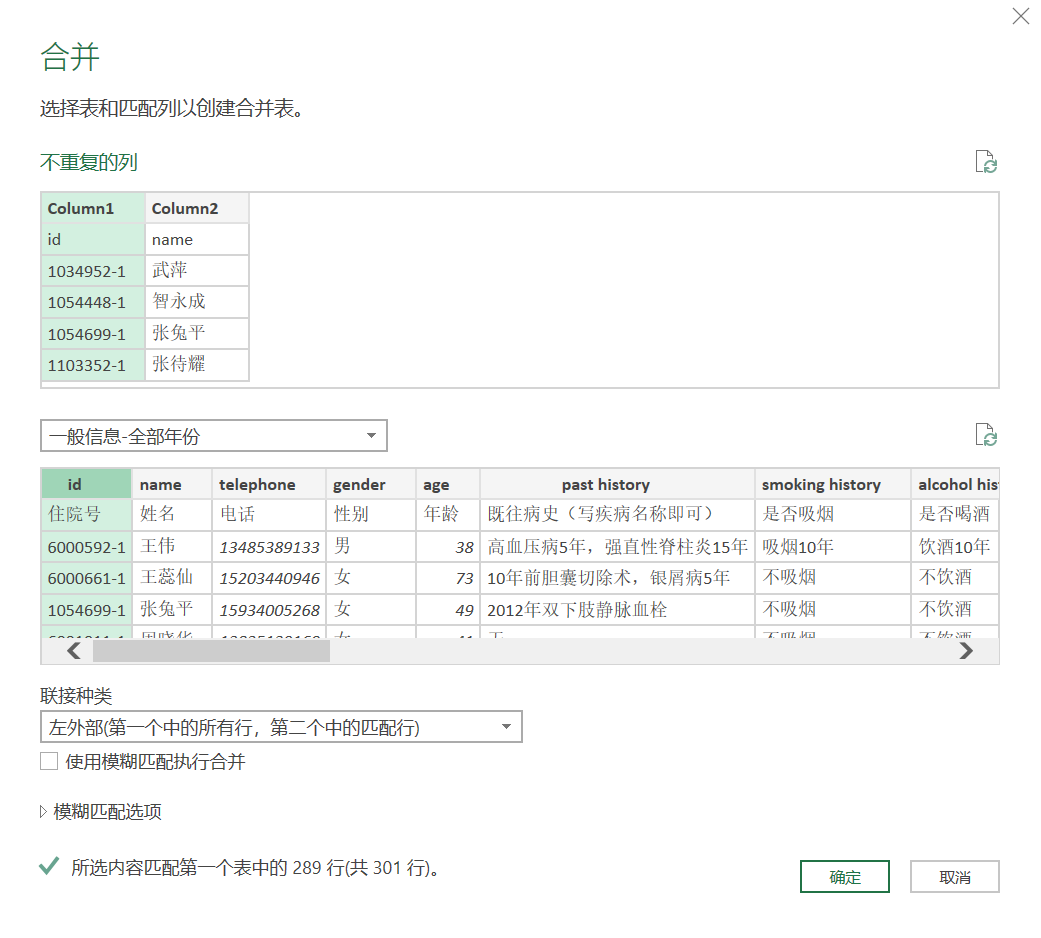 合并
选择表和匹配列以创建合并表。
不重复的列
Column1 Column2
id name
1034952-1 武萍
1054448-1 智永成
1054699-1 张兔平
1103352-1 张待耀
一般信息-全部年份
id name telephone gender age past history smoking history alcohol his
住院号 姓名 电话 性别 年龄 既往病史（写疾病名称即可） 是否吸烟 是否喝酒
6000592-1 王伟 13485389133 男 38 高血压病5年，强直性脊柱炎15年 吸烟10年 饮酒10年
6000661-1 王蕊仙 15203440946 女 73 10年前胆囊切除术，银屑病5年 不吸烟 不饮酒
1054699-1 张兔平 15934005268 女 49 2012年双下肢静脉血栓 不吸烟 不饮酒
联接种类
左外部(第一个中的所有行，第二个中的匹配行)
使用模糊匹配执行合并
模糊匹配选项
所选内容匹配第一个表中的 289 行(共 301 行)。
确定 取消